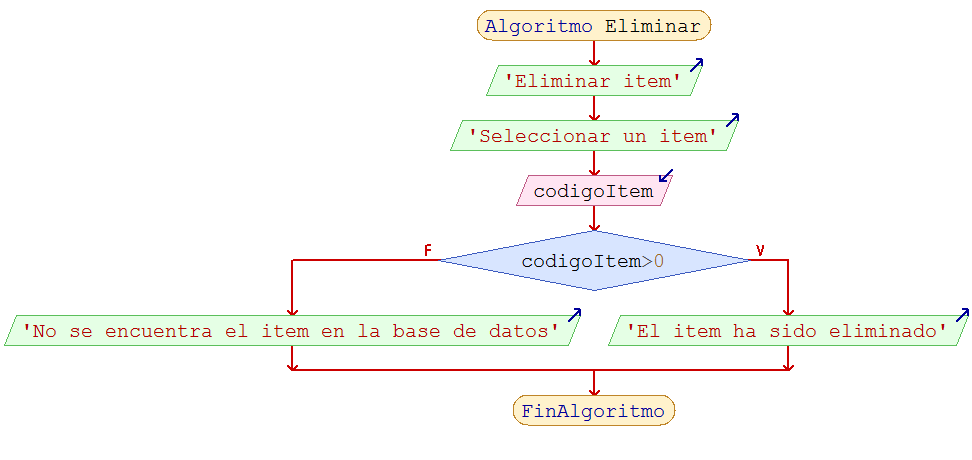 Algoritmo Eliminar
'Eliminar item'
'Seleccionar un item'
codigoItem
F
codigoItem>0
V
'No se encuentra el item en la base de datos'
'El item ha sido eliminado'
FinAlgoritmo